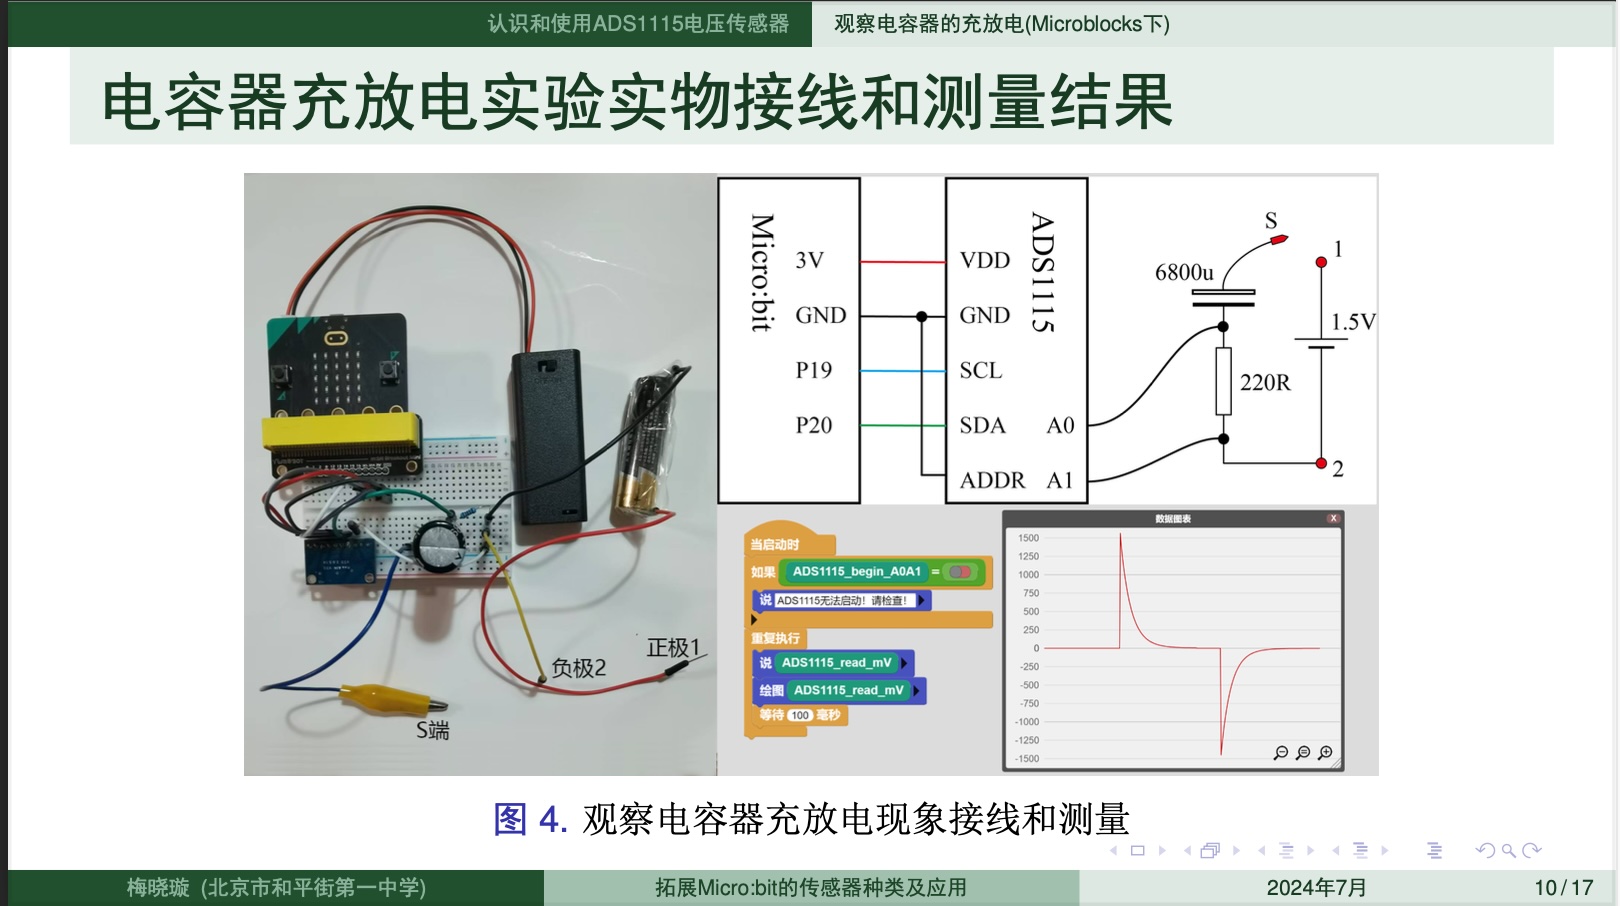 认识和使用ADS1115电压传感器
观察电容器的充放电(Microblocks下)
电容器充放电实验实物接线和测量结果
正极1
负极2
S端
Micro:bit
3V
GND
P19
P20
ADS1115
VDD
GND
SCL
SDA
ADDR
A0
A1
S
6800u
220R
1
1.5V
2
当启动时
如果 ADS1115_begin_A0A1 =
说 ADS1115无法启动！请检查！
重复执行
说 ADS1115_read_mV
绘图 ADS1115_read_mV
等待 100 毫秒
数据图表
X
1500
1250
1000
750
500
250
0
-250
-500
-750
-1000
-1250
-1500
图 4. 观察电容器充放电现象接线和测量
梅晓璇 (北京市和平街第一中学)
拓展Micro:bit的传感器种类及应用
2024年7月
10 / 17